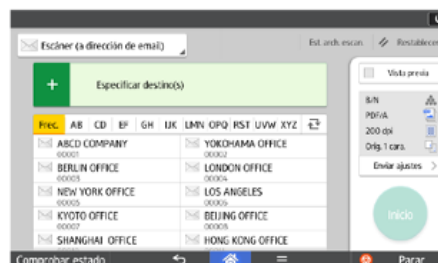 Escáner (a dirección de email)
Est. arch. escan.
Restablecer
+ Especificar destino(s)
Vista previa
Frec. AB CD EF GH IJK LMN OPQ RST UVW XYZ
ABCD COMPANY
00001
YOKOHAMA OFFICE
00002
BERLIN OFFICE
00003
LONDON OFFICE
00004
NEW YORK OFFICE
00005
LOS ANGELES
00006
KYOTO OFFICE
00007
BEIJING OFFICE
00008
SHANGHAI OFFICE
HONG KONG OFFICE
B/N
PDF/A
200 dpi
Orig. 1 cara.
Enviar ajustes >
Inicio
Comprobar estado
Parar